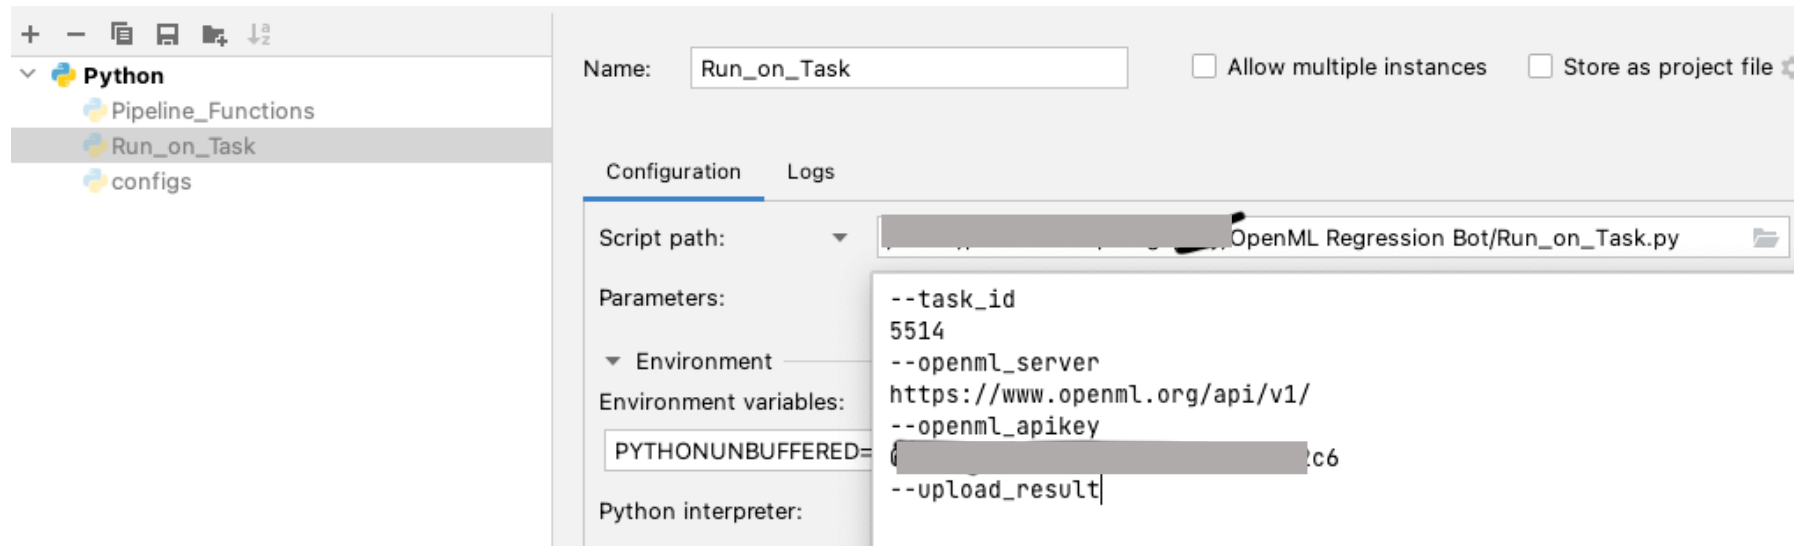 Python
Pipeline_Functions
Run_on_Task
configs
Name: Run_on_Task
Allow multiple instances
Store as project file
Configuration Logs
Script path: OpenML Regression Bot/Run_on_Task.py
Parameters:
--task_id
5514
--openml_server
https://www.openml.org/api/v1/
--openml_apikey
2c6
--upload_result
Environment
Environment variables:
PYTHONUNBUFFERED=
Python interpreter: